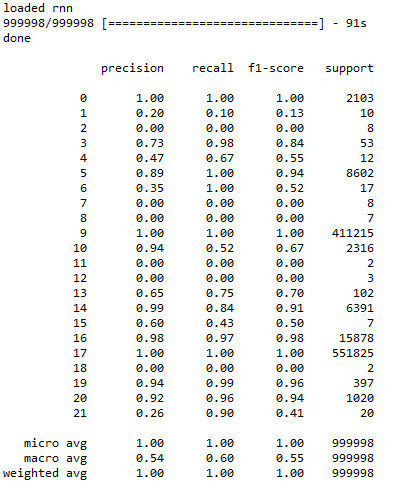 loaded rnn
999998/999998 [==============================] - 91s
done
precision recall f1-score support
0 1.00 1.00 1.00 2103
1 0.20 0.10 0.13 10
2 0.00 0.00 0.00 8
3 0.73 0.98 0.84 53
4 0.47 0.67 0.55 12
5 0.89 1.00 0.94 8602
6 0.35 1.00 0.52 17
7 0.00 0.00 0.00 8
8 0.00 0.00 0.00 7
9 1.00 1.00 1.00 411215
10 0.94 0.52 0.67 2316
11 0.00 0.00 0.00 2
12 0.00 0.00 0.00 3
13 0.65 0.75 0.70 102
14 0.99 0.84 0.91 6391
15 0.60 0.43 0.50 7
16 0.98 0.97 0.98 15878
17 1.00 1.00 1.00 551825
18 0.00 0.00 0.00 2
19 0.94 0.99 0.96 397
20 0.92 0.96 0.94 1020
21 0.26 0.90 0.41 20
micro avg 1.00 1.00 1.00 999998
macro avg 0.54 0.60 0.55 999998
weighted avg 1.00 1.00 1.00 999998